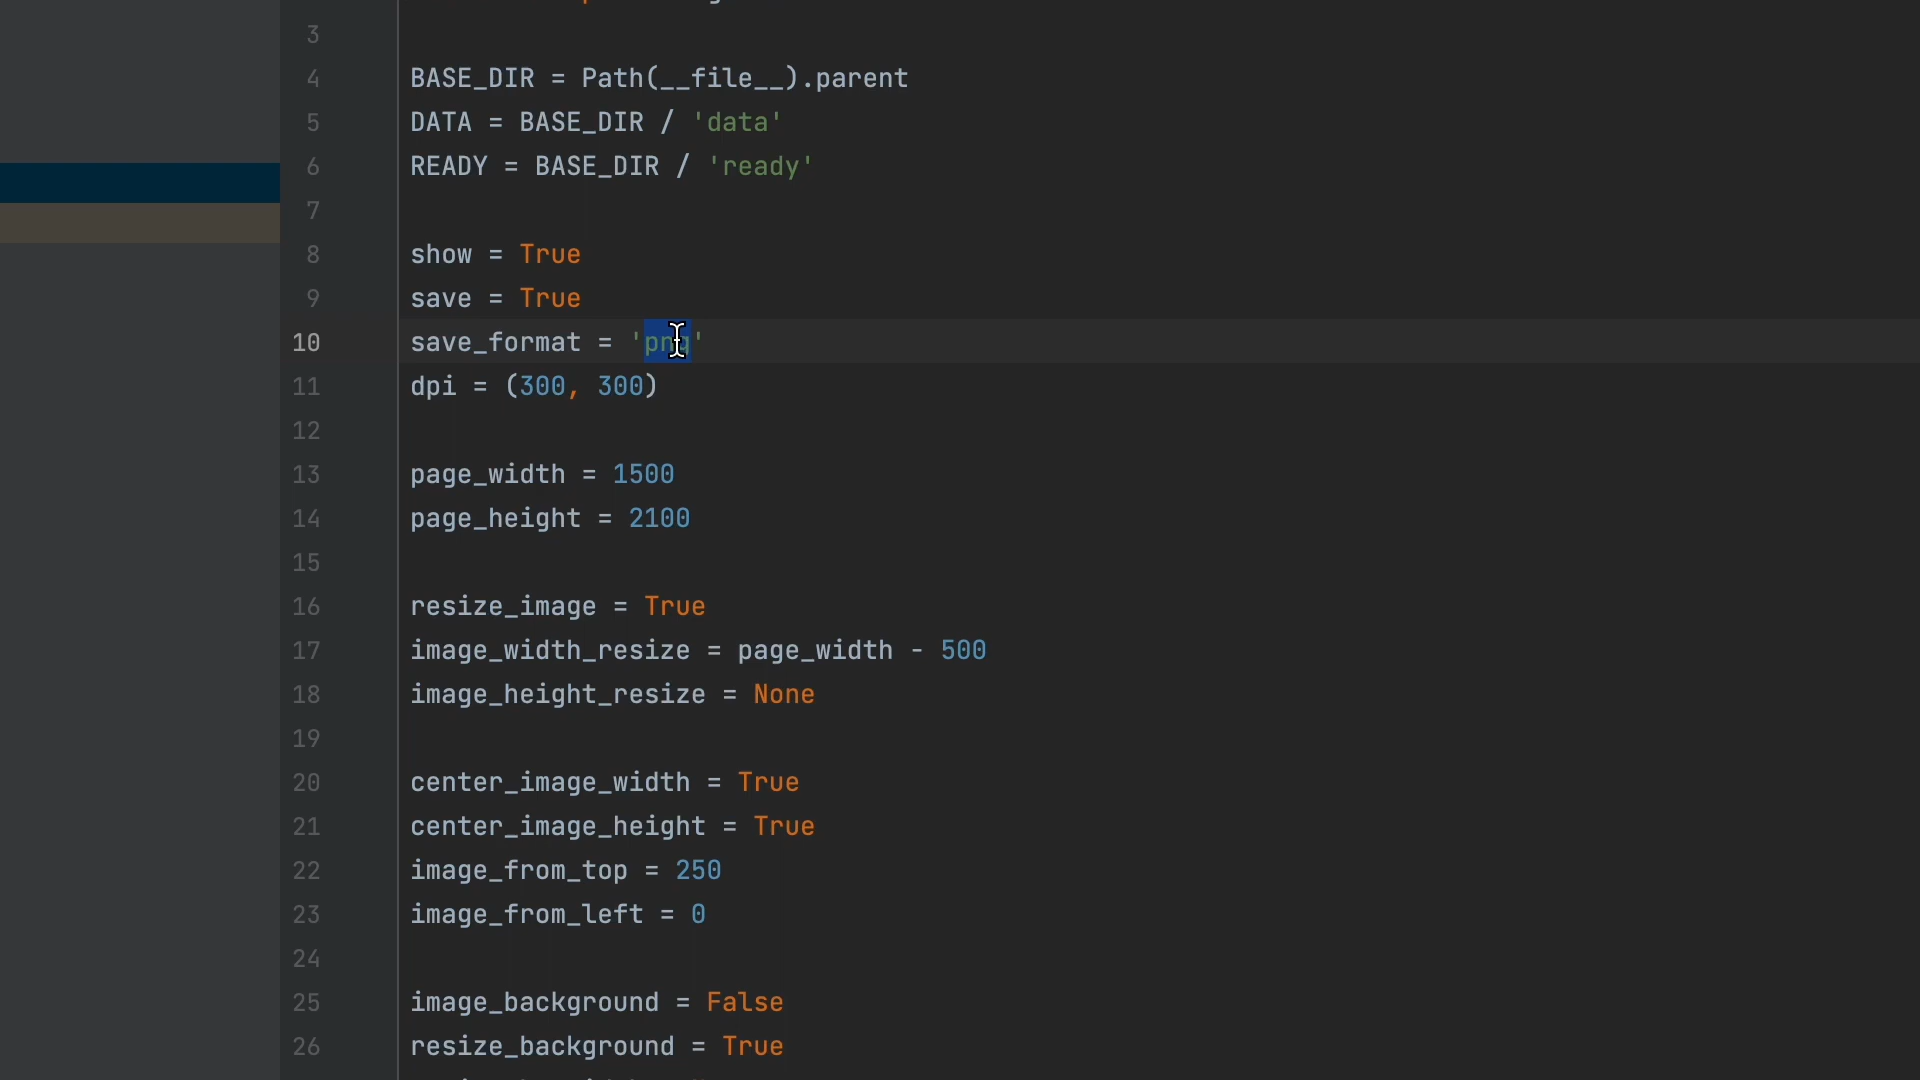 3
4 BASE_DIR = Path(__file__).parent
5 DATA = BASE_DIR / 'data'
6 READY = BASE_DIR / 'ready'
7
8 show = True
9 save = True
10 save_format = 'png'
11 dpi = (300, 300)
12
13 page_width = 1500
14 page_height = 2100
15
16 resize_image = True
17 image_width_resize = page_width - 500
18 image_height_resize = None
19
20 center_image_width = True
21 center_image_height = True
22 image_from_top = 250
23 image_from_left = 0
24
25 image_background = False
26 resize_background = True